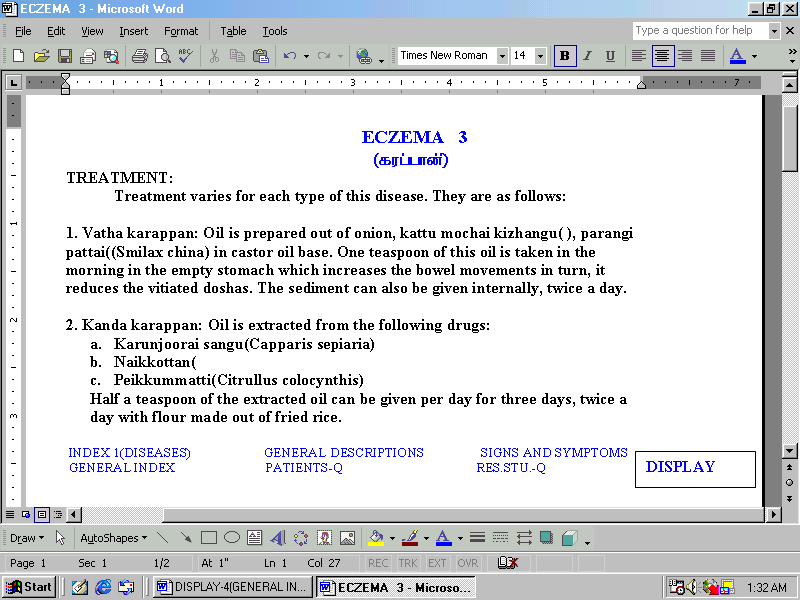 ECZEMA 3 - Microsoft Word
File Edit View Insert Format Table Tools
Type a question for help
Times New Roman 14 B I U A
1 2 3 4 5 7
ECZEMA 3
(கரப்பான்)
TREATMENT:
Treatment varies for each type of this disease. They are as follows:
1. Vatha karappan: Oil is prepared out of onion, kattu mochai kizhangu( ), parangi
pattai((Smilax china) in castor oil base. One teaspoon of this oil is taken in the
morning in the empty stomach which increases the bowel movements in turn, it
reduces the vitiated doshas. The sediment can also be given internally, twice a day.
2. Kanda karappan: Oil is extracted from the following drugs:
a. Karunjoorai sangu(Capparis sepiaria)
b. Naikkottan(
c. Peikkummatti(Citrullus colocynthis)
Half a teaspoon of the extracted oil can be given per day for three days, twice a
day with flour made out of fried rice.
INDEX 1(DISEASES) GENERAL DESCRIPTIONS SIGNS AND SYMPTOMS
GENERAL INDEX PATIENTS-Q RES.STU.-Q
DISPLAY
1
2
3
Draw AutoShapes
Page 1 Sec 1 1/2 At 1" Ln 1 Col 27 REC TRK EXT OVR
Start DISPLAY-4(GENERAL IN... ECZEMA 3 - Microso... 1:32 AM